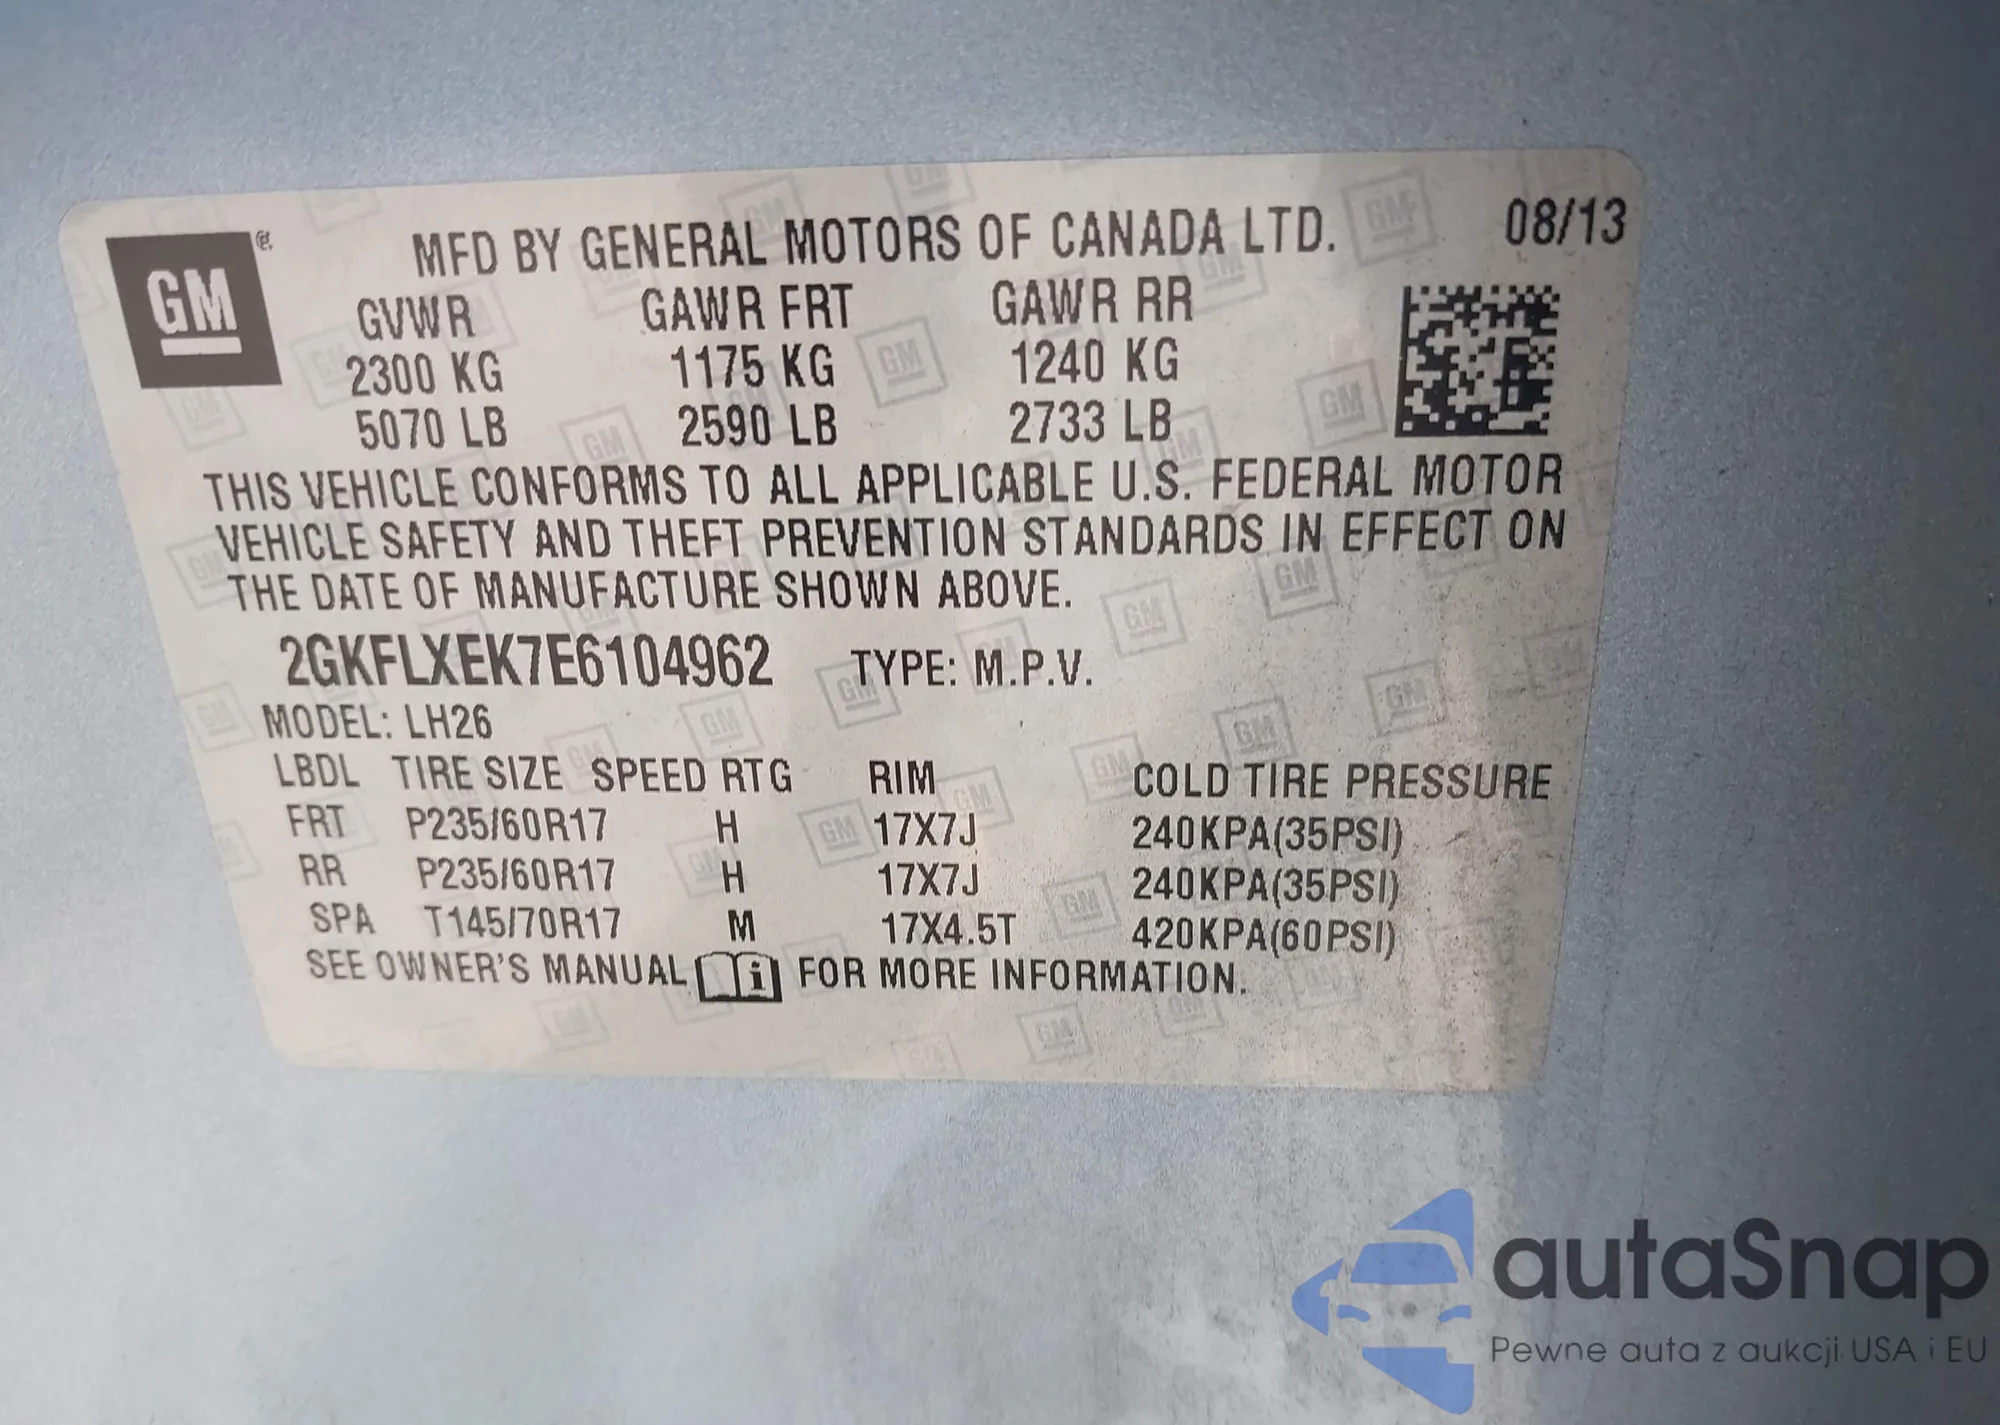 GM
MFD BY GENERAL MOTORS OF CANADA LTD. 08/13
GVWR GAWR FRT GAWR RR
2300 KG 1175 KG 1240 KG
5070 LB 2590 LB 2733 LB
THIS VEHICLE CONFORMS TO ALL APPLICABLE U.S. FEDERAL MOTOR
VEHICLE SAFETY AND THEFT PREVENTION STANDARDS IN EFFECT ON
THE DATE OF MANUFACTURE SHOWN ABOVE.
2GKFLXEK7E6104962 TYPE: M.P.V.
MODEL: LH26
LBDL TIRE SIZE SPEED RTG RIM COLD TIRE PRESSURE
FRT P235/60R17 H 17X7J 240KPA(35PSI)
RR P235/60R17 H 17X7J 240KPA(35PSI)
SPA T145/70R17 M 17X4.5T 420KPA(60PSI)
SEE OWNER'S MANUAL FOR MORE INFORMATION.
autaSnap
Pewne auta z aukcji USA i EU